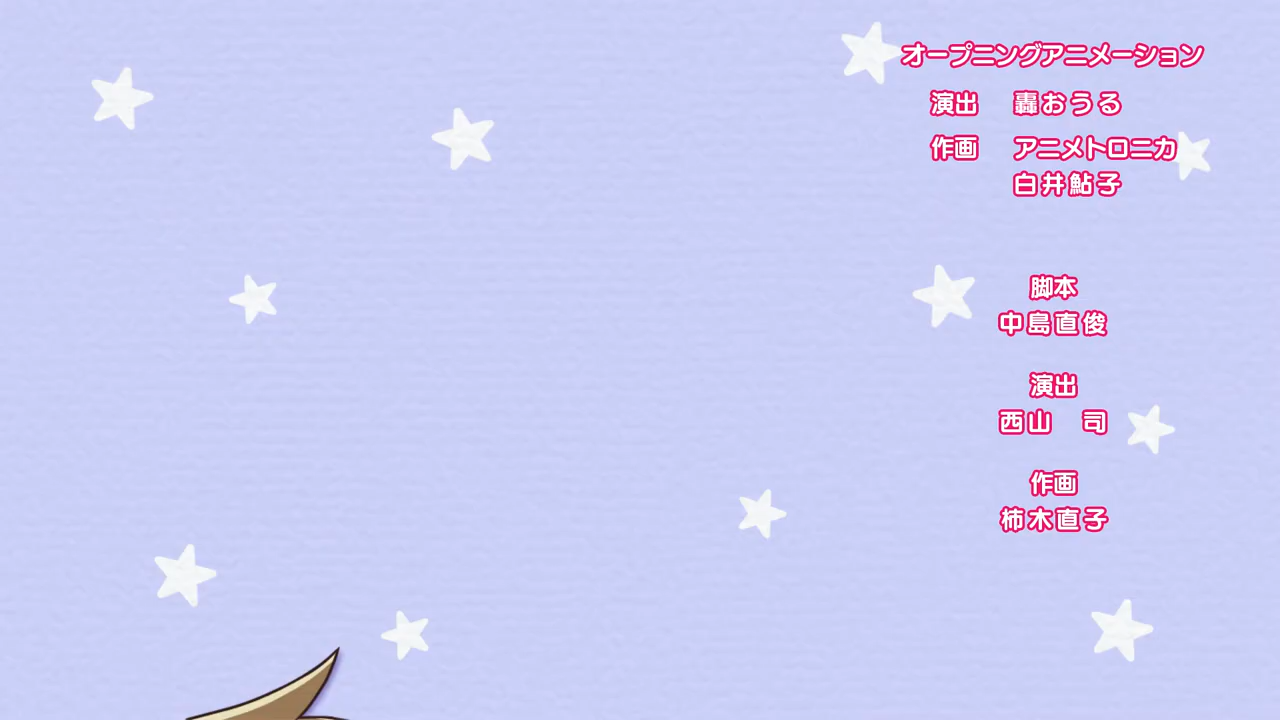 オープニングアニメーション
演出　轟おうる
作画　アニメトロニカ
白井鮎子
脚本
中島直俊
演出
西山　司
作画
柿木直子